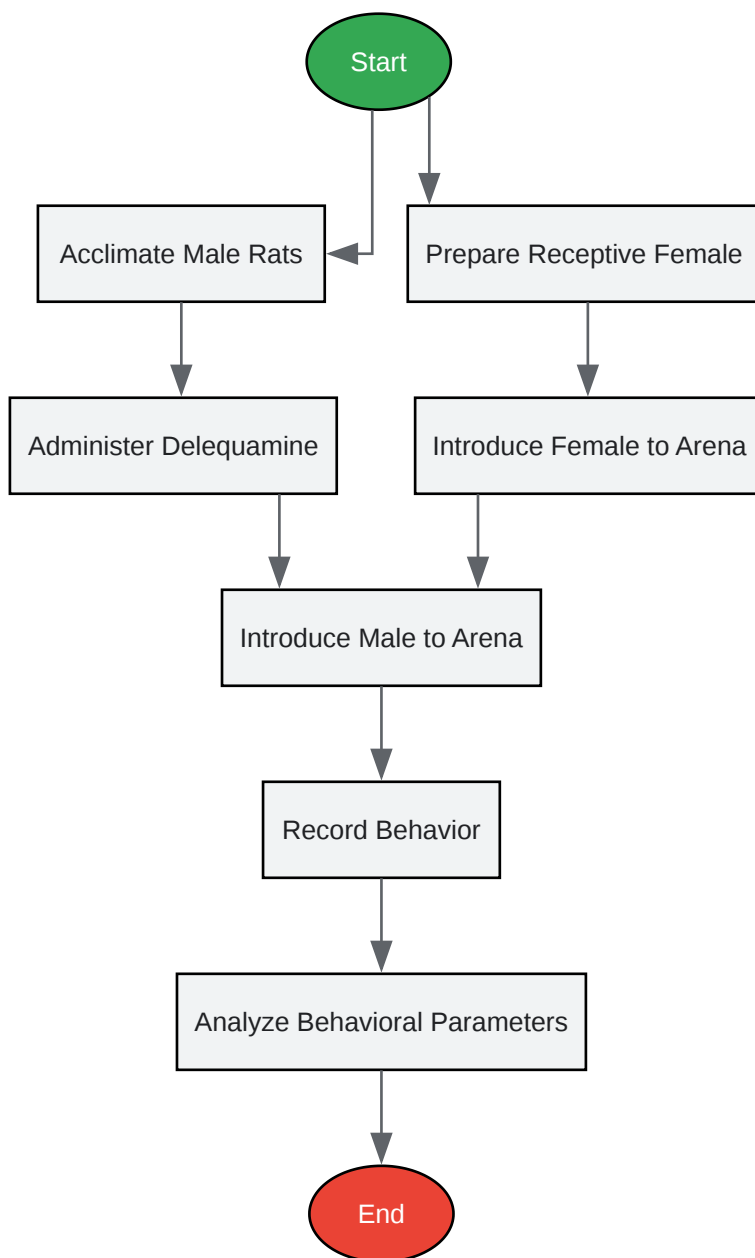 Start
Acclimate Male Rats
Prepare Receptive Female
Administer Delequamine
Introduce Female to Arena
Introduce Male to Arena
Record Behavior
Analyze Behavioral Parameters
End